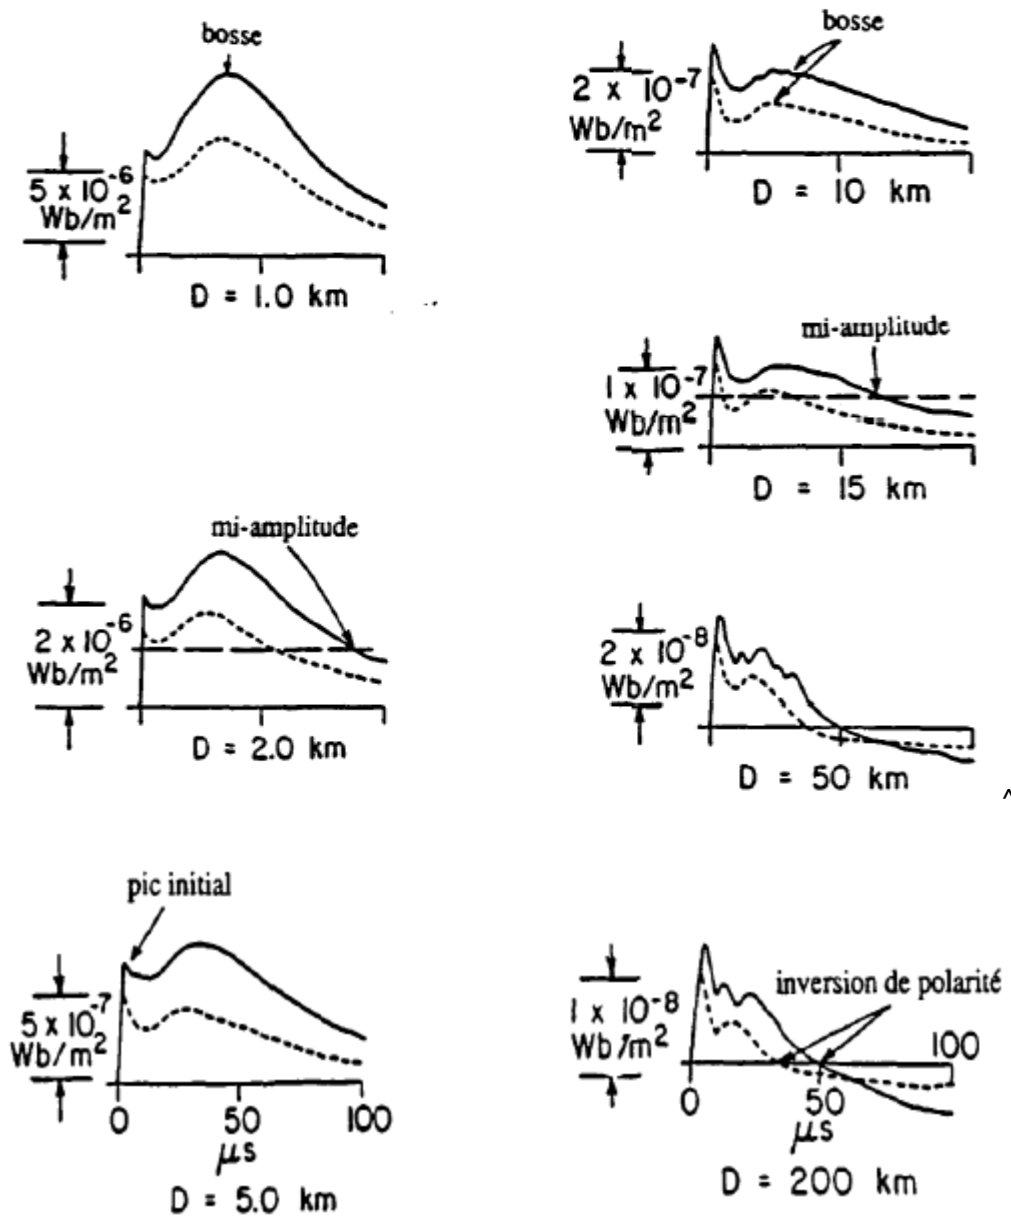 bosse
5 x 10-6
Wb/m2
D = 1.0 km
mi-amplitude
2 x 10-6
Wb/m2
D = 2.0 km
pic initial
5 x 10-7
Wb/m2
0 50 100
µs
D = 5.0 km
bosse
2 x 10-7
Wb/m2
D = 10 km
mi-amplitude
1 x 10-7
Wb/m2
D = 15 km
2 x 10-8
Wb/m2
D = 50 km
^
inversion de polarité
1 x 10-8
Wb/m2
100
0 50
µs
D = 200 km